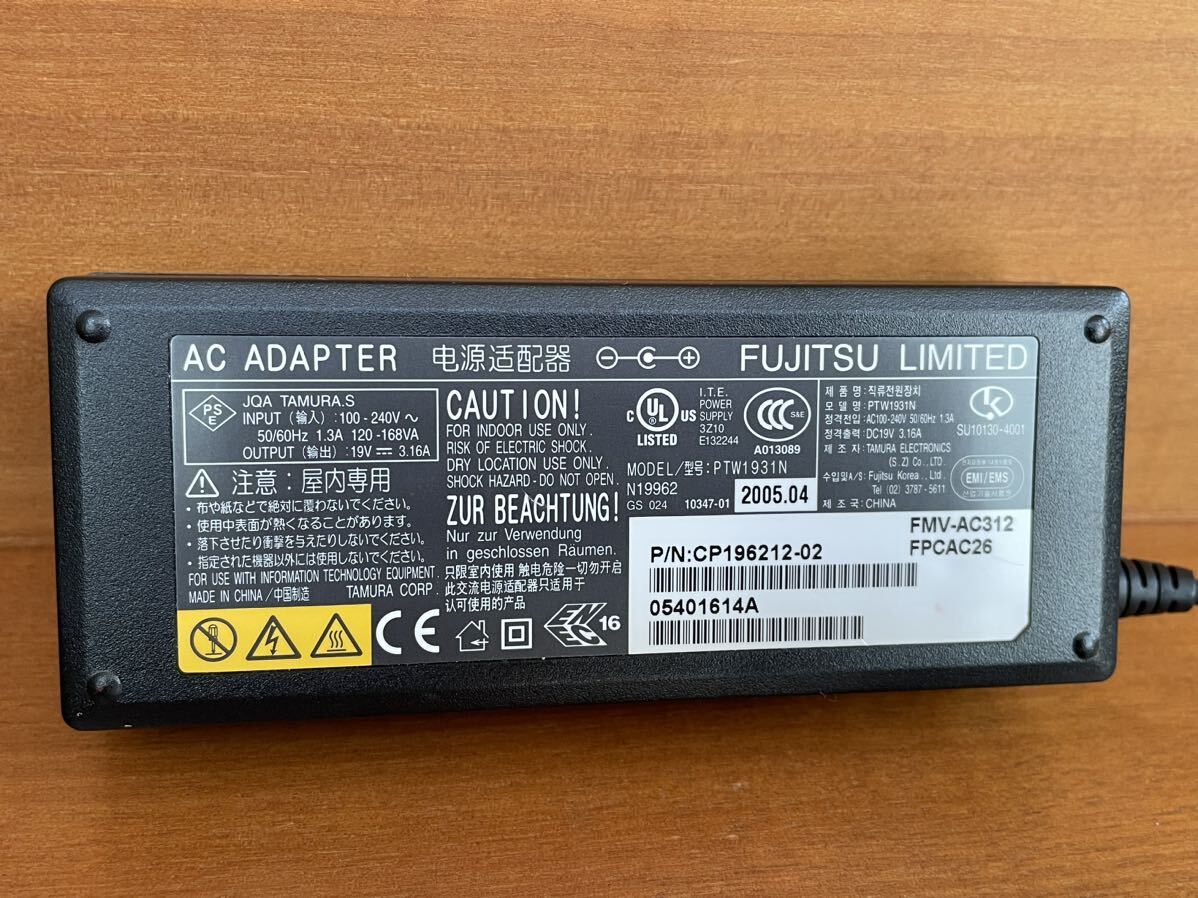 AC ADAPTER 电源适配器 FUJITSU LIMITED
PS
E
JQA TAMURA.S
INPUT (输入) : 100 - 240V ～
50/60Hz 1.3A 120 -168VA
OUTPUT (输出) : 19V ⎓ 3.16A
注意 : 屋内専用
・布や紙などで絶対に覆わないでください。
・使用中表面が熱くなることがあります。
・落下させたり衝撃を与えたりしないでください。
・指定された機器以外には使用しないでください。
FOR USE WITH INFORMATION TECHNOLOGY EQUIPMENT.
MADE IN CHINA /中国制造 TAMURA CORP.
CE
CAUTION!
FOR INDOOR USE ONLY.
RISK OF ELECTRIC SHOCK.
DRY LOCATION USE ONLY.
SHOCK HAZARD - DO NOT OPEN.
ZUR BEACHTUNG!
Nur zur Verwendung
in geschlossen Räumen.
只限室内使用 触电危险一切勿开启
此交流电源适配器只适用于
认可使用的产品
16
C UL US
LISTED
I.T.E.
POWER
SUPPLY
3Z10
E132244
CCC S&E
A013089
MODEL/型号: PTW1931N
N19962
GS 024 10347-01
2005.04
제 품 명 : 직류전원장치
모 델 명 : PTW1931N
정격전입 : AC100-240V 50/60Hz 1.3A
정격출력 : DC19V 3.16A
제 조 자 : TAMURA ELECTRONICS
(S. Z) Co., LTD.
수입및A/S : Fujitsu Korea ., Ltd .
Tel (02) 3787 - 5611
제 조 국 : CHINA
SU10130-4001
EMI/EMS
FMV-AC312
FPCAC26
P/N:CP196212-02
05401614A